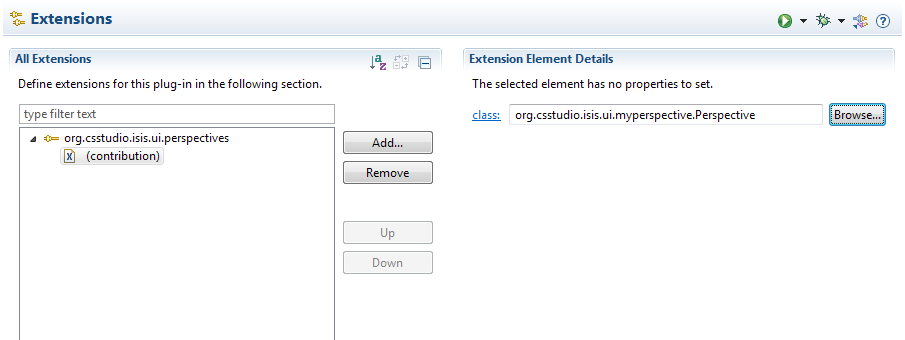 Extensions
All Extensions
Define extensions for this plug-in in the following section.
type filter text
org.csstudio.isis.ui.perspectives
X (contribution)
Add...
Remove
Up
Down
Extension Element Details
The selected element has no properties to set.
class: org.csstudio.isis.ui.myperspective.Perspective Browse...